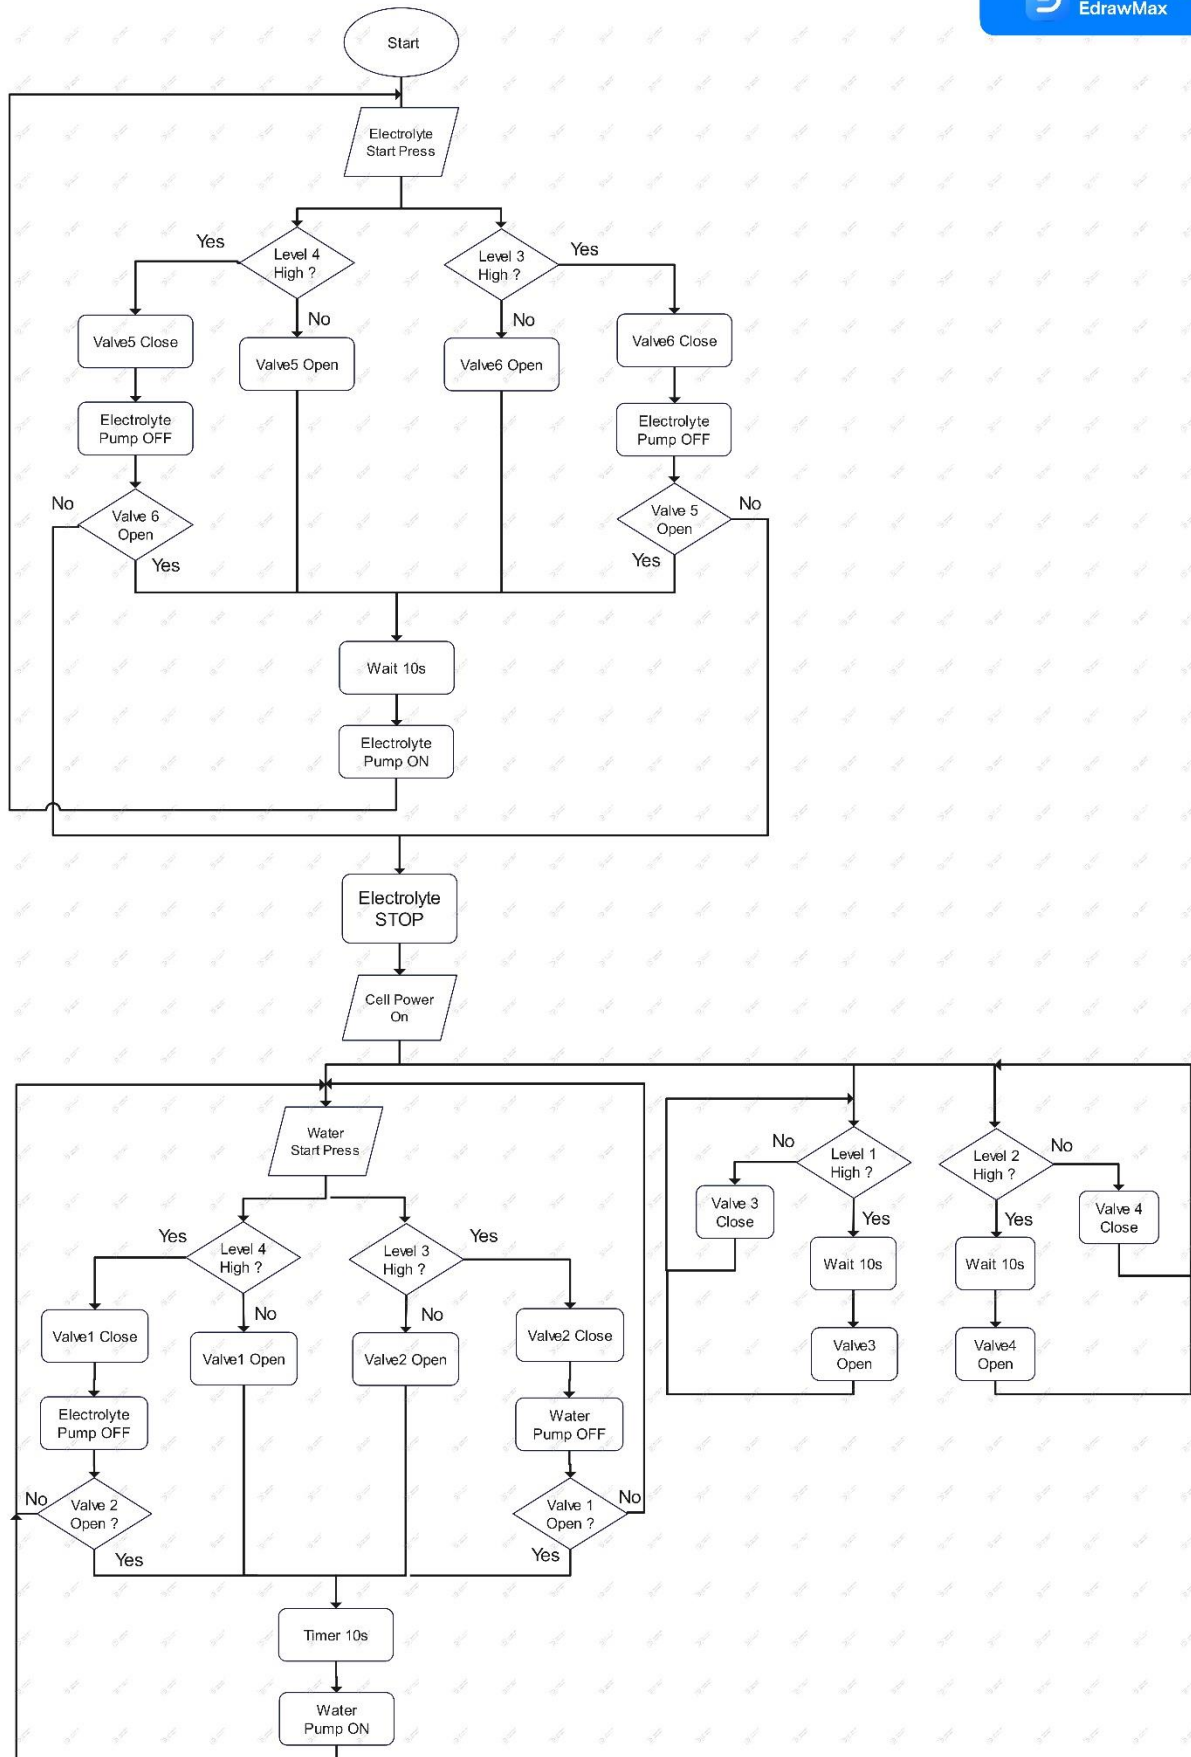 EdrawMax
Start
Electrolyte
Start Press
Yes
Level 4
High ?
Level 3
High ?
Yes
No
No
Valve5 Close
Valve5 Open
Valve6 Open
Valve6 Close
Electrolyte
Pump OFF
Electrolyte
Pump OFF
No
Valve 6
Open
Yes
Valve 5
Open
No
Yes
Wait 10s
Electrolyte
Pump ON
Electrolyte
STOP
Cell Power
On
Water
Start Press
No
Level 1
High ?
Level 2
High ?
No
Valve 3
Close
Yes
Yes
Valve 4
Close
Yes
Level 4
High ?
Level 3
High ?
Yes
Wait 10s
Wait 10s
No
No
Valve1 Close
Valve1 Open
Valve2 Open
Valve2 Close
Valve3
Open
Valve4
Open
Electrolyte
Pump OFF
Water
Pump OFF
No
Valve 2
Open ?
Yes
Valve 1
Open ?
No
Yes
Timer 10s
Water
Pump ON